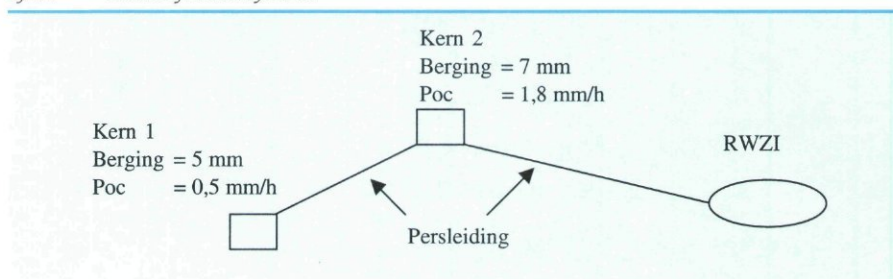 Kern 2
Berging = 7 mm
Poc = 1,8 mm/h
Kern 1
Berging = 5 mm
Poc = 0,5 mm/h
RWZI
Persleiding